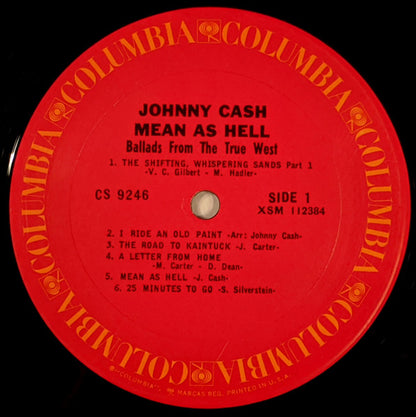 COLUMBIA COLUMBIA COLUMBIA COLUMBIA COLUMBIA COLUMBIA
JOHNNY CASH
MEAN AS HELL
Ballads From The True West
1. THE SHIFTING, WHISPERING SANDS Part 1
-V. C. Gilbert - M. Hadler-
CS 9246
SIDE 1
XSM 112384
2. I RIDE AN OLD PAINT -Arr: Johnny Cash-
3. THE ROAD TO KAINTUCK -J. Carter-
4. A LETTER FROM HOME
-M. Carter - D. Dean-
5. MEAN AS HELL -J. Cash-
6. 25 MINUTES TO GO -S. Silverstein-
®"COLUMBIA", MARCAS REG. PRINTED IN U.S.A.